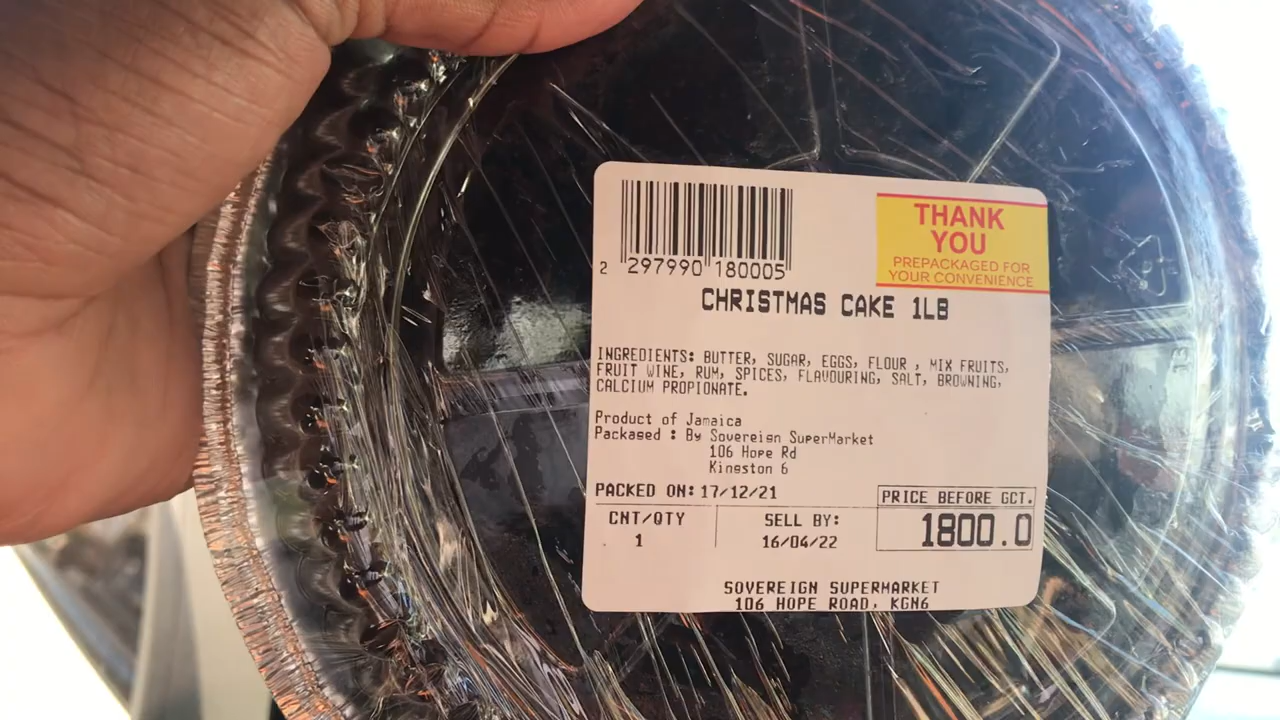 THANK
YOU
PREPACKAGED FOR
YOUR CONVENIENCE
2 297990 180005
CHRISTMAS CAKE 1LB
INGREDIENTS: BUTTER, SUGAR, EGGS, FLOUR , MIX FRUITS,
FRUIT WINE, RUM, SPICES, FLAVOURING, SALT, BROWNING,
CALCIUM PROPIONATE.
Product of Jamaica
Packaged : By Sovereign SuperMarket
106 Hope Rd
Kingston 6
PACKED ON: 17/12/21
PRICE BEFORE GCT.
CNT/QTY
1
SELL BY:
16/04/22
1800.0
SOVEREIGN SUPERMARKET
106 HOPE ROAD, KGN6